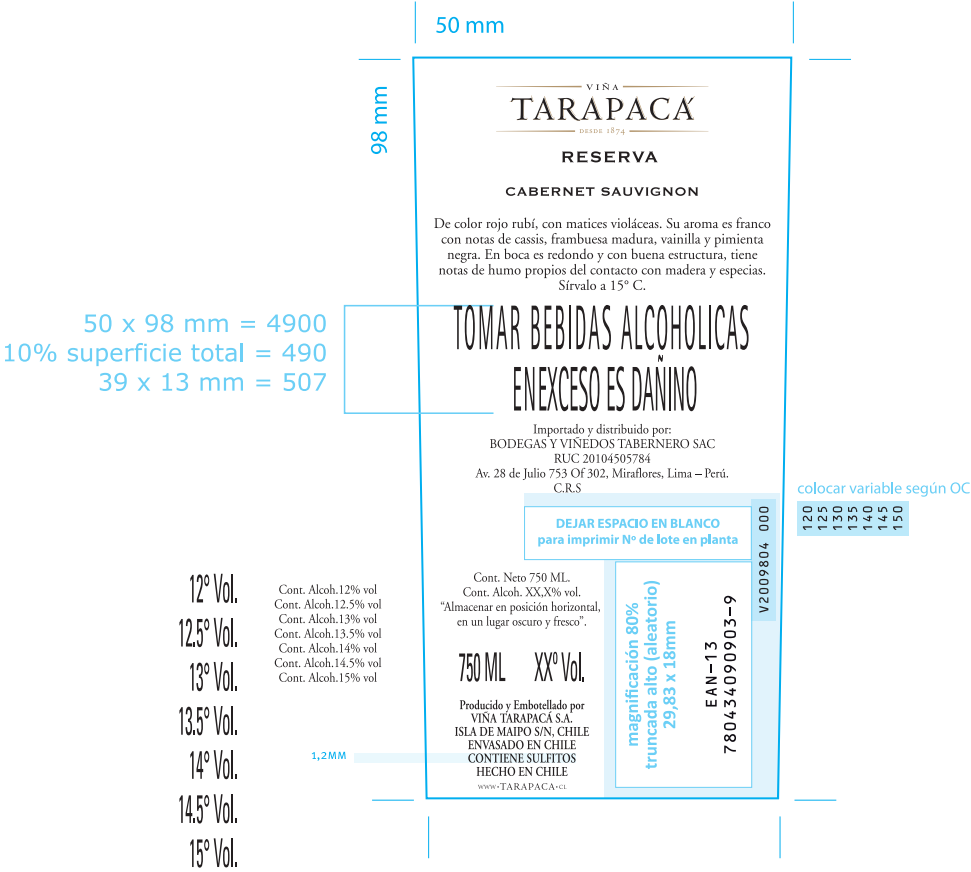 50 mm
98 mm
VIÑA
TARAPACÁ
DESDE 1874
RESERVA
CABERNET SAUVIGNON
De color rojo rubí, con matices violáceas. Su aroma es franco
con notas de cassis, frambuesa madura, vainilla y pimienta
negra. En boca es redondo y con buena estructura, tiene
notas de humo propios del contacto con madera y especias.
Sírvalo a 15° C.
50 x 98 mm = 4900
10% superficie total = 490
39 x 13 mm = 507
TOMAR BEBIDAS ALCOHOLICAS
ENEXCESO ES DAÑINO
Importado y distribuido por:
BODEGAS Y VIÑEDOS TABERNERO SAC
RUC 20104505784
Av. 28 de Julio 753 Of 302, Miraflores, Lima – Perú.
C.R.S
colocar variable según OC
120
125
130
135
140
145
150
DEJAR ESPACIO EN BLANCO
para imprimir Nº de lote en planta
V2009804 000
Cont. Neto 750 ML.
Cont. Alcoh. XX,X% vol.
“Almacenar en posición horizontal,
en un lugar oscuro y fresco”.
750 ML XXº Vol.
magnificación 80%
truncada alto (aleatorio)
29,83 x 18mm
EAN-13
7804340909O3-9
Producido y Embotellado por
VIÑA TARAPACÁ S.A.
ISLA DE MAIPO S/N, CHILE
ENVASADO EN CHILE
CONTIENE SULFITOS
HECHO EN CHILE
WWW•TARAPACA•CL
1,2MM
12º Vol.
12.5º Vol.
13º Vol.
13.5º Vol.
14º Vol.
14.5º Vol.
15º Vol.
Cont. Alcoh.12% vol
Cont. Alcoh.12.5% vol
Cont. Alcoh.13% vol
Cont. Alcoh.13.5% vol
Cont. Alcoh.14% vol
Cont. Alcoh.14.5% vol
Cont. Alcoh.15% vol